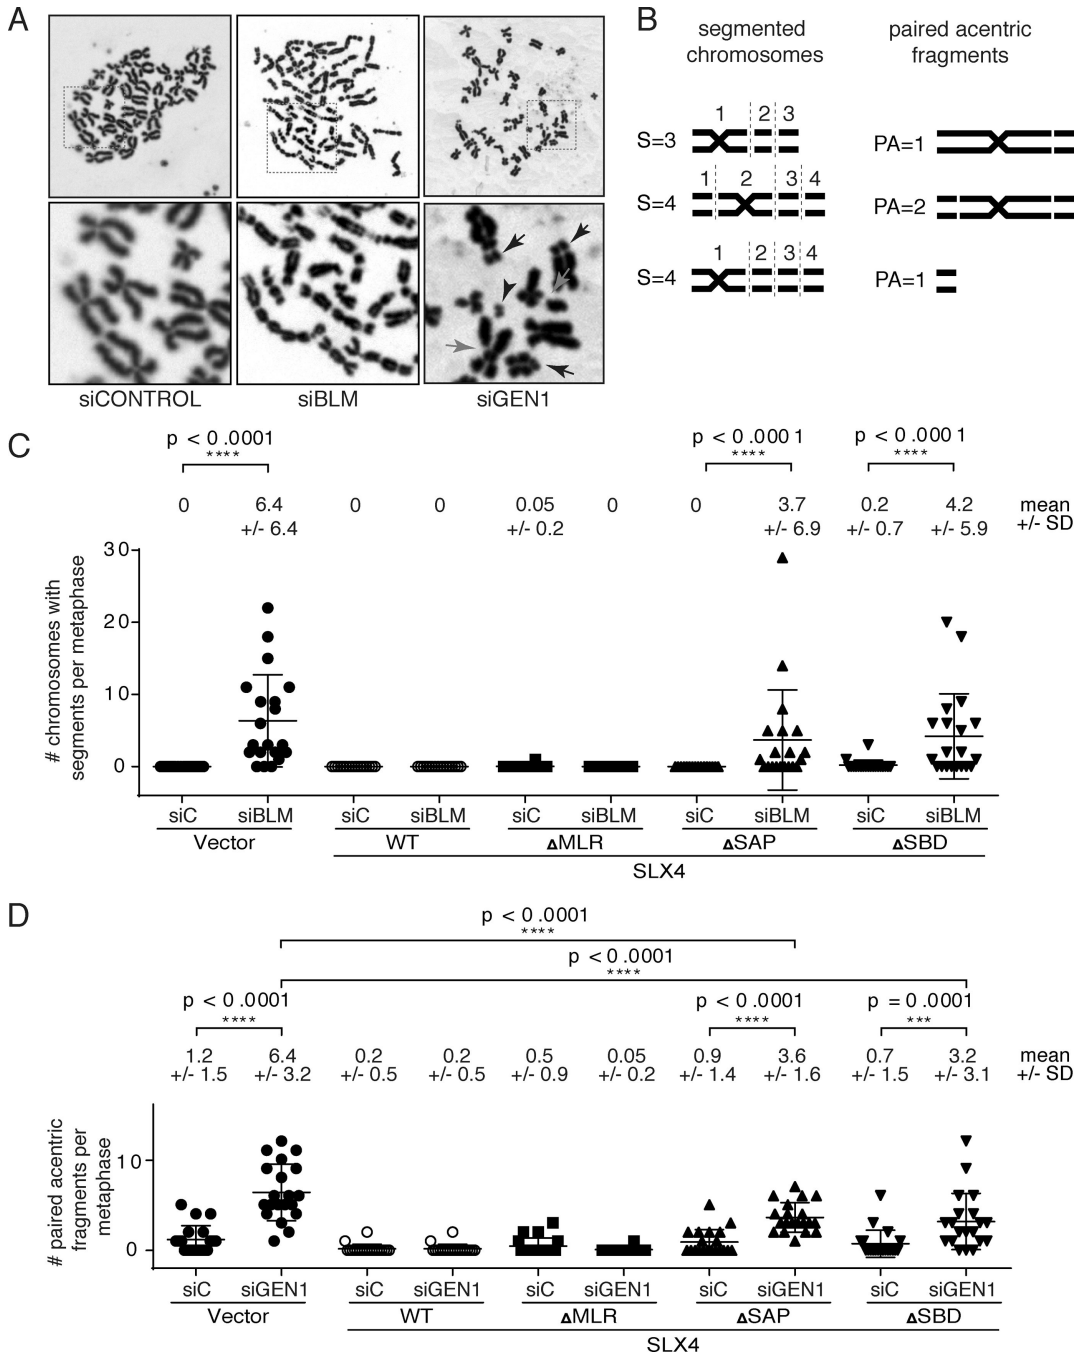 A
siCONTROL
siBLM
siGEN1
B
segmented
chromosomes
paired acentric
fragments
1 2 3
S=3
PA=1
1 2 3 4
S=4
PA=2
1 2 3 4
S=4
PA=1
C
p < 0 .0001
****
p < 0 .000 1
****
p < 0 .000 1
****
0 6.4 0 0 0.05 0 0 3.7 0.2 4.2 mean
+/- 6.4 +/- 0.2 +/- 6.9 +/- 0.7 +/- 5.9 +/- SD
# chromosomes with
segments per metaphase
30
20
10
0
siC siBLM siC siBLM siC siBLM siC siBLM siC siBLM
Vector WT ΔMLR ΔSAP ΔSBD
SLX4
D
p < 0 .0001
****
p < 0 .0001
****
p < 0 .0001
****
p < 0 .0001
****
p = 0 .0001
***
1.2 6.4 0.2 0.2 0.5 0.05 0.9 3.6 0.7 3.2 mean
+/- 1.5 +/- 3.2 +/- 0.5 +/- 0.5 +/- 0.9 +/- 0.2 +/- 1.4 +/- 1.6 +/- 1.5 +/- 3.1 +/- SD
# paired acentric
fragments per
metaphase
10
0
siC siGEN1 siC siGEN1 siC siGEN1 siC siGEN1 siC siGEN1
Vector WT ΔMLR ΔSAP ΔSBD
SLX4